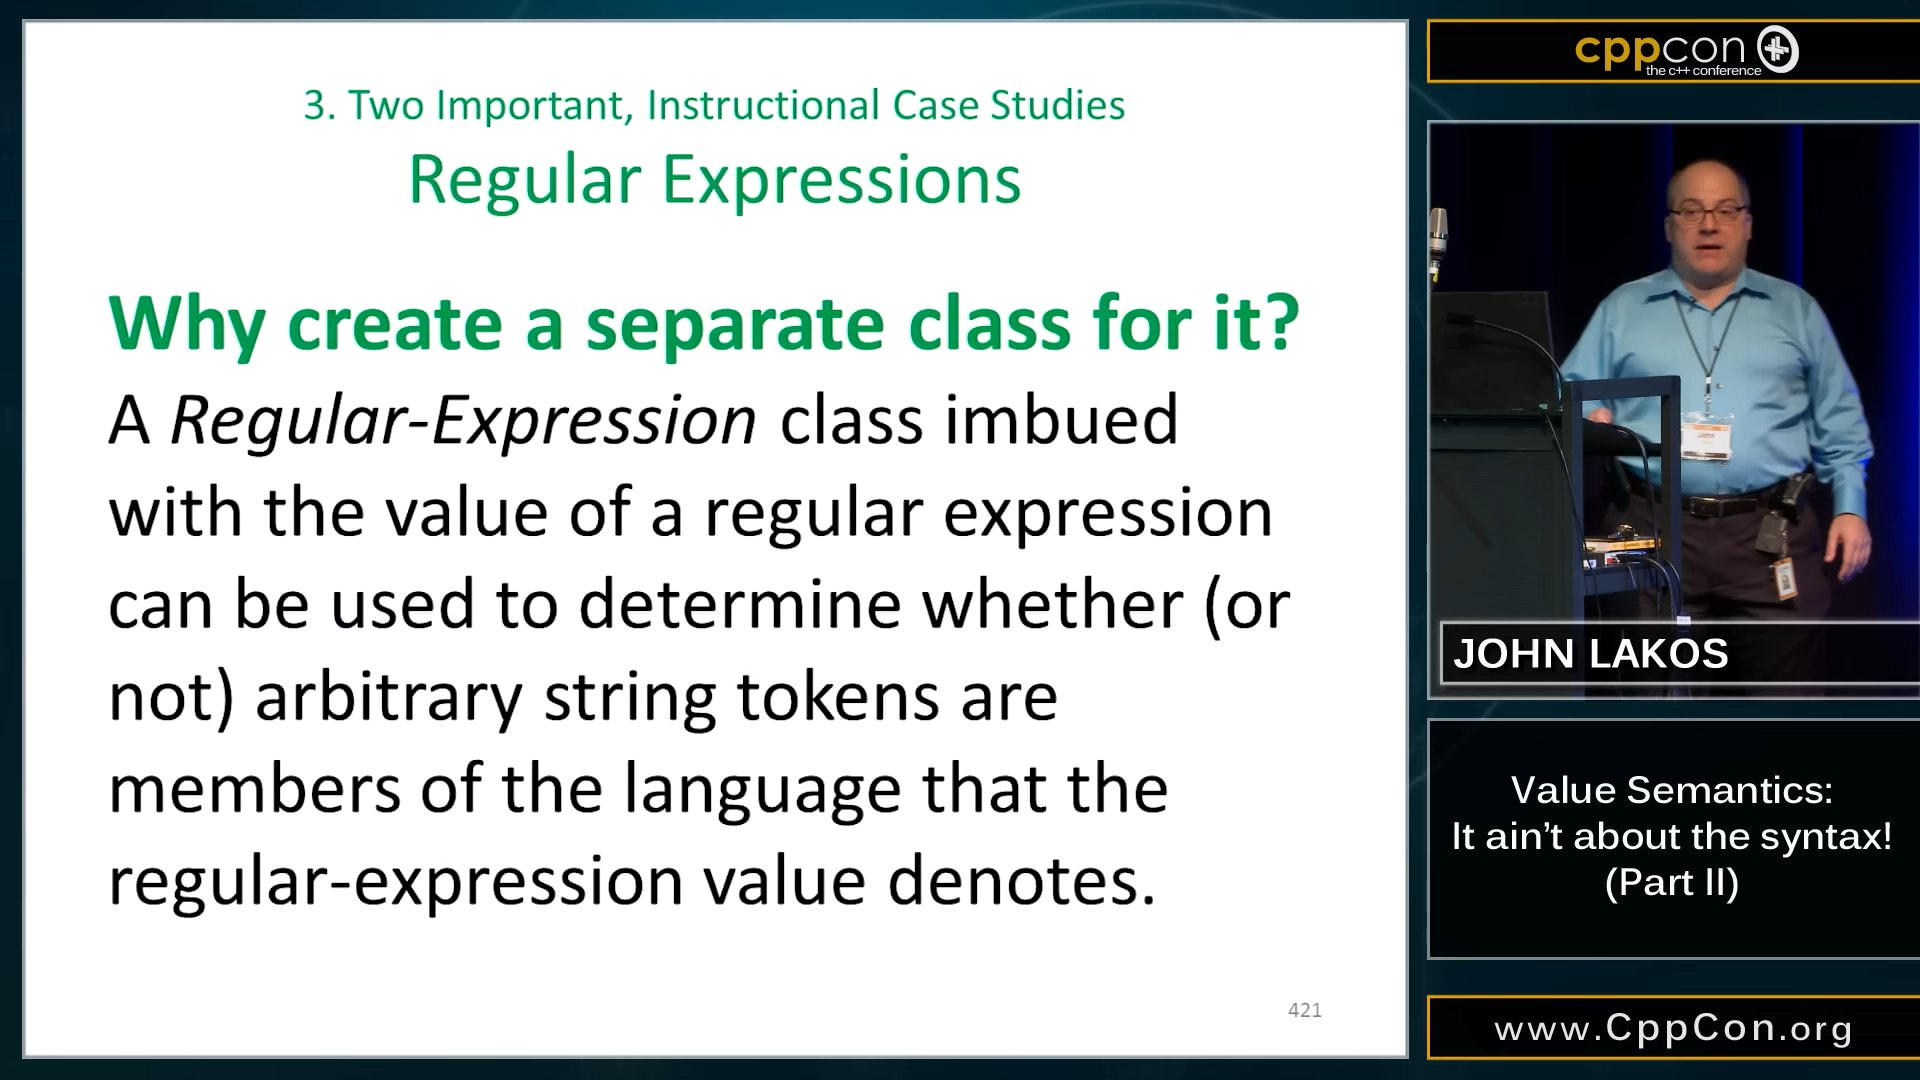 3. Two Important, Instructional Case Studies
Regular Expressions
Why create a separate class for it?
A Regular-Expression class imbued
with the value of a regular expression
can be used to determine whether (or
not) arbitrary string tokens are
members of the language that the
regular-expression value denotes.
421
cppcon
the c++ conference
JOHN LAKOS
Value Semantics:
It ain’t about the syntax!
(Part II)
www.CppCon.org